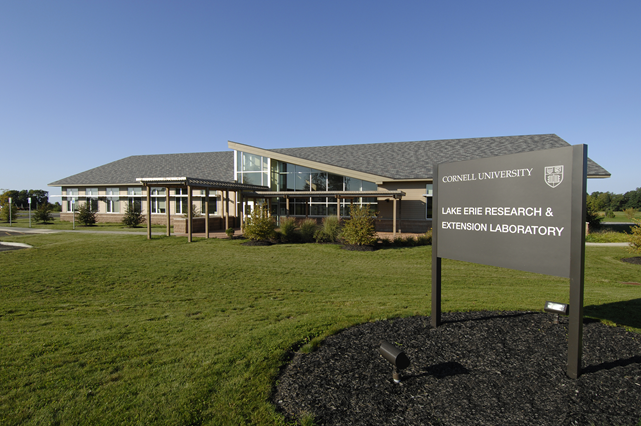 CORNELL UNIVERSITY
LAKE ERIE RESEARCH &
EXTENSION LABORATORY